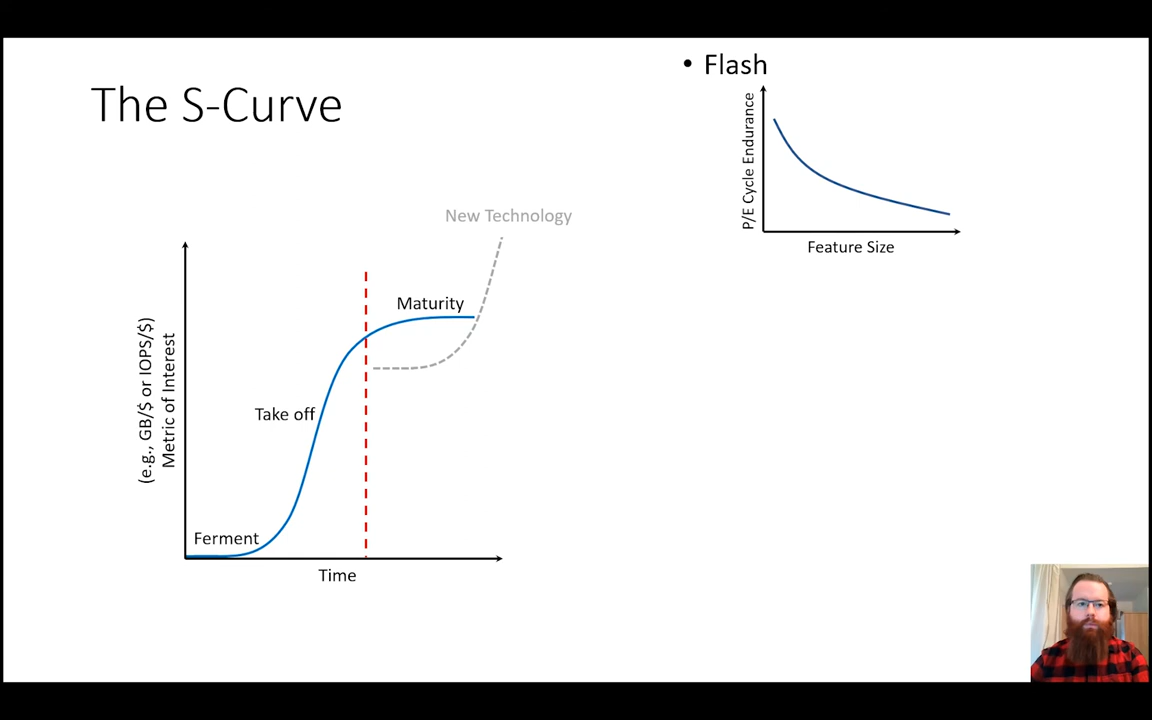 The S-Curve
• Flash
P/E Cycle Endurance
Feature Size
New Technology
Maturity
Take off
Ferment
(e.g., GB/$ or IOPS/$)
Metric of Interest
Time